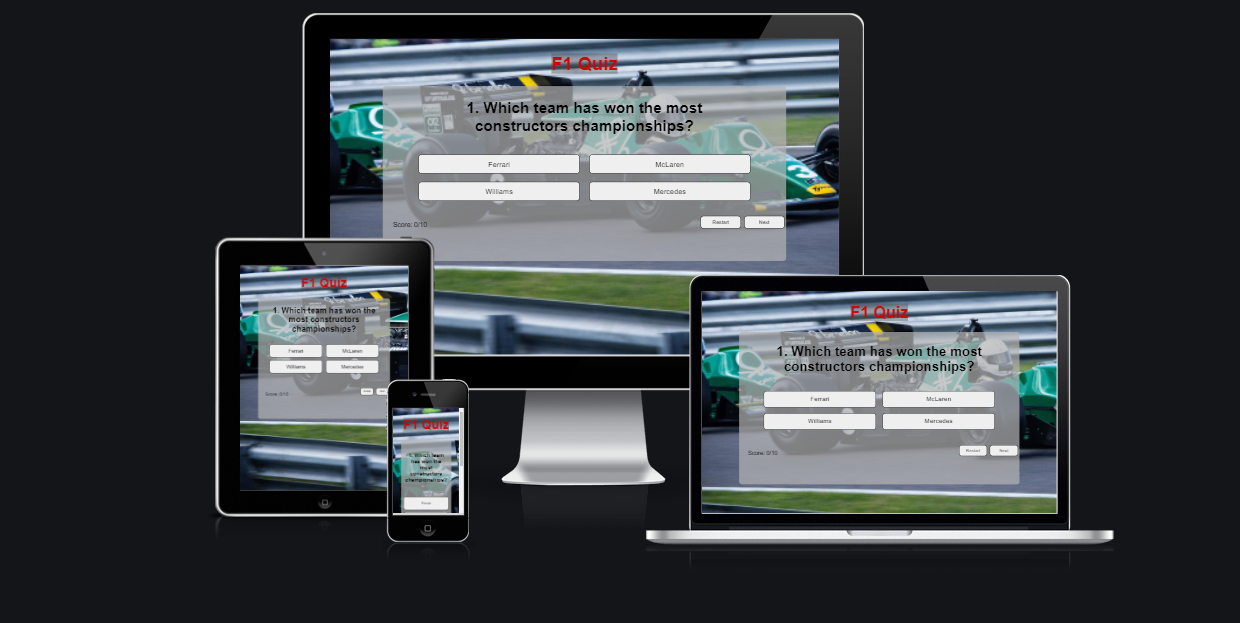 F1 Quiz
1. Which team has won the most
constructors championships?
Ferrari
McLaren
Williams
Mercedes
Score: 0/10
Restart
Next
3
F1 Quiz
1. Which team has won the
most constructors
championships?
Ferrari
McLaren
Williams
Mercedes
Score: 0/10
F1 Quiz
1. Which team
has won the
most
constructors
championships?
Ferrari
F1 Quiz
1. Which team has won the most
constructors championships?
Ferrari
McLaren
Williams
Mercedes
Score: 0/10
Restart
Next